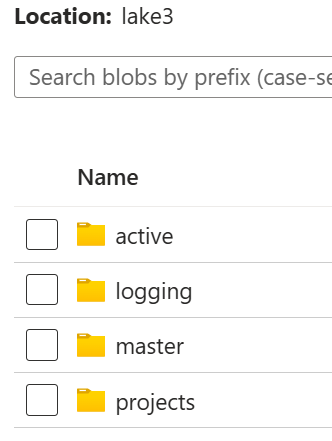 Location: lake3
Search blobs by prefix (case-se
Name
active
logging
master
projects